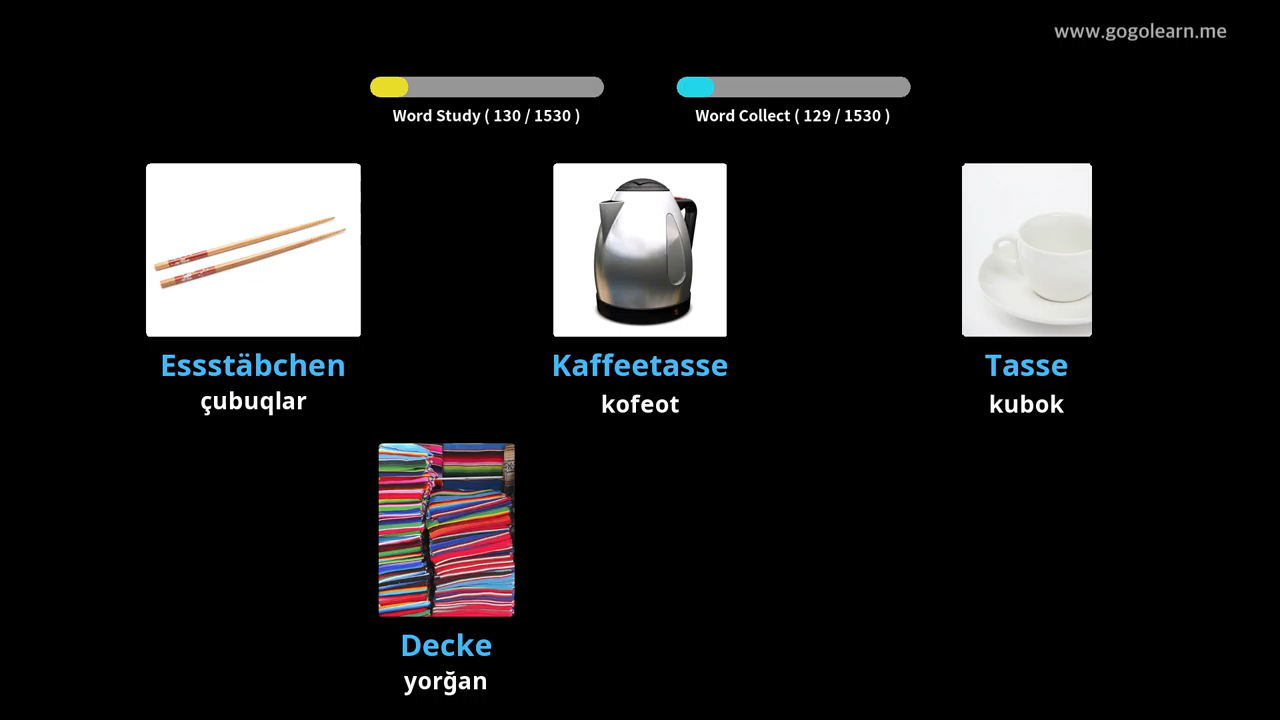 www.gogolearn.me
Word Study ( 130 / 1530 )
Word Collect ( 129 / 1530 )
Essstäbchen
çubuqlar
Kaffeetasse
kofeot
Tasse
kubok
Decke
yorğan